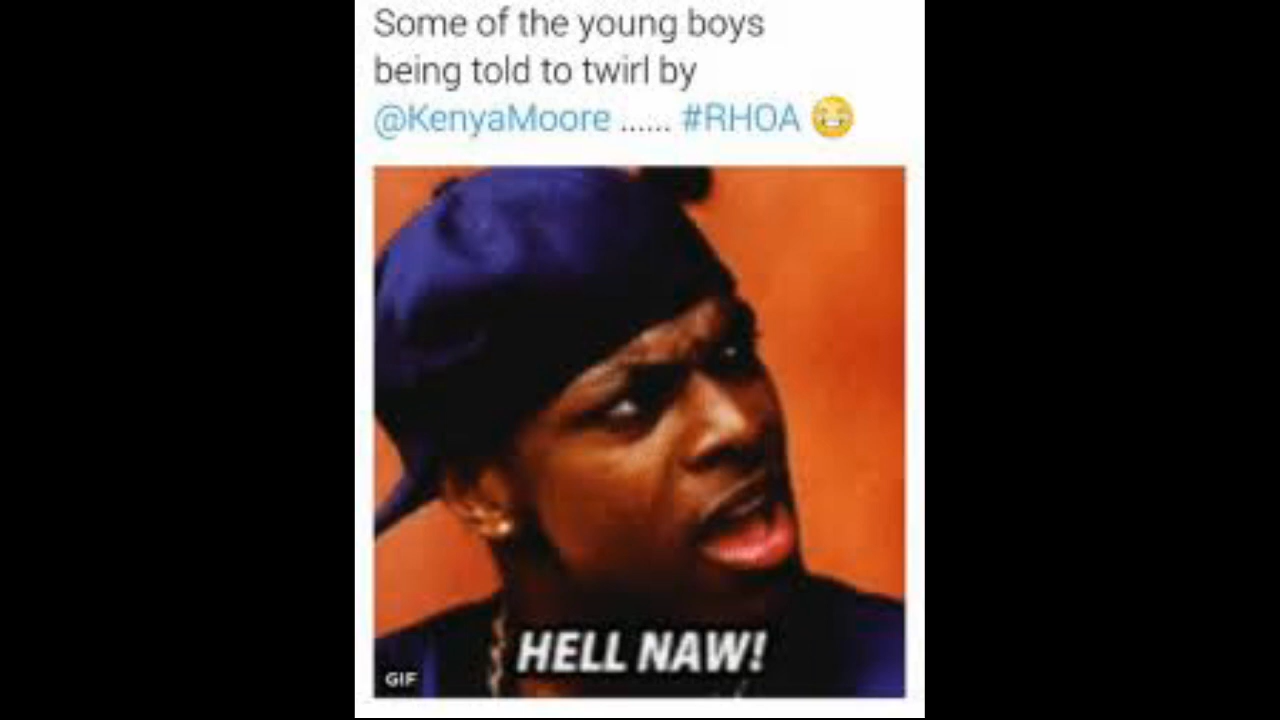 Some of the young boys
being told to twirl by
@KenyaMoore ...... #RHOA 😁
HELL NAW!
GIF